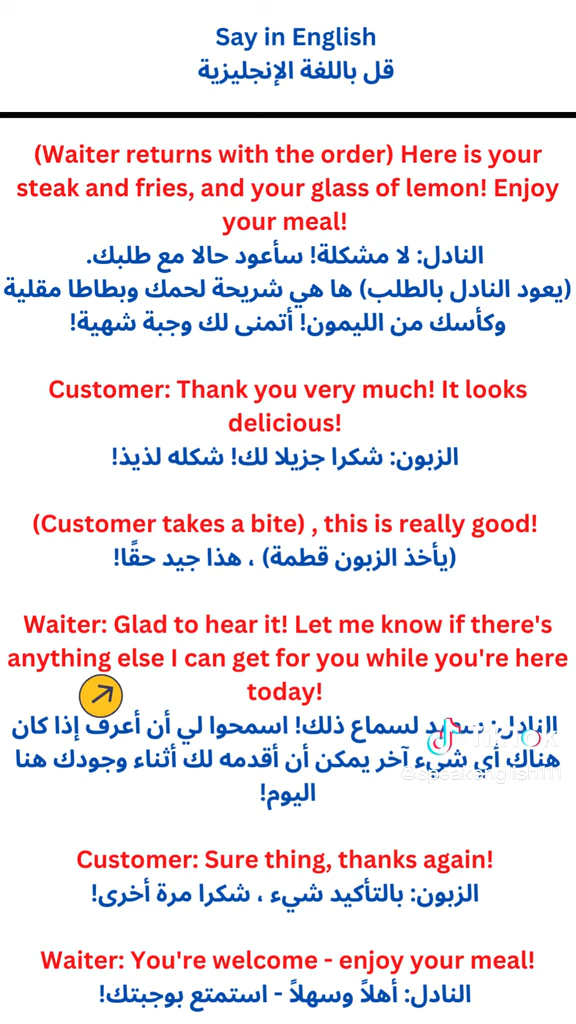 Say in English
قل باللغة الإنجليزية
(Waiter returns with the order) Here is your
steak and fries, and your glass of lemon! Enjoy
your meal!
النادل: لا مشكلة! سأعود حالا مع طلبك.
(يعود النادل بالطلب) ها هي شريحة لحمك وبطاطا مقلية
وكأسك من الليمون! أتمنى لك وجبة شهية!
Customer: Thank you very much! It looks
delicious!
الزبون: شكرا جزيلا لك! شكله لذيذ!
(Customer takes a bite) , this is really good!
(يأخذ الزبون قطمة) ، هذا جيد حقًا!
Waiter: Glad to hear it! Let me know if there's
anything else I can get for you while you're here
today!
النادل: لسماع ذلك! اسمحوا لي أن أعرف إذا كان
هناك أي شيء آخر يمكن أن أقدمه لك أثناء وجودك هنا
اليوم!
TikTok
Customer: Sure thing, thanks again!
الزبون: بالتأكيد شيء ، شكرا مرة أخرى!
Waiter: You're welcome - enjoy your meal!
النادل: أهلاً وسهلاً - استمتع بوجبتك!